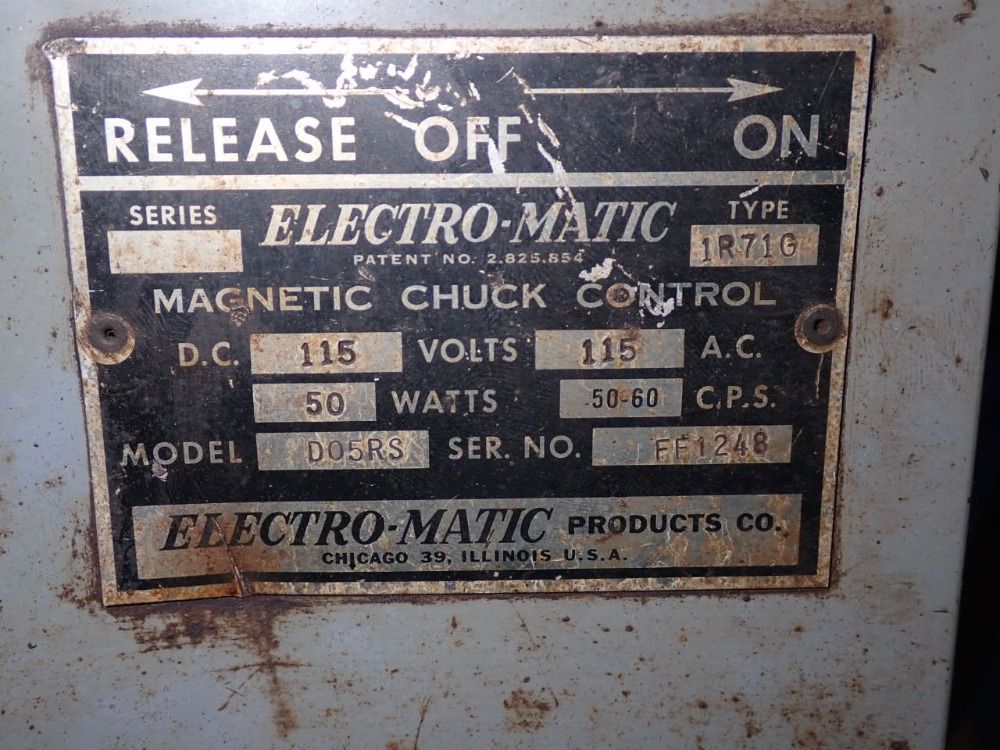 RELEASE OFF ON
SERIES ELECTRO-MATIC TYPE
PATENT NO. 2.825.854 1R71G
MAGNETIC CHUCK CONTROL
D.C. 115 VOLTS 115 A.C.
50 WATTS 50-60 C.P.S.
MODEL D05RS SER. NO. FF1248
ELECTRO-MATIC PRODUCTS CO.
CHICAGO 39, ILLINOIS U.S.A.